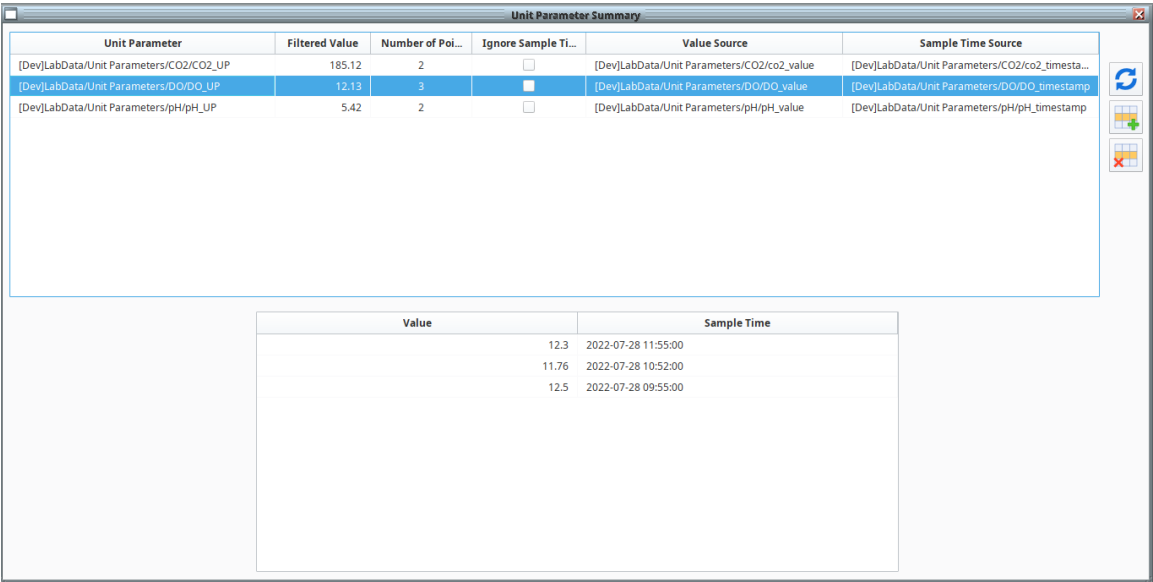 Unit Parameter Summary
Unit Parameter Filtered Value Number of Poi... Ignore Sample Ti... Value Source Sample Time Source
[Dev]LabData/Unit Parameters/CO2/CO2_UP 185.12 2 [Dev]LabData/Unit Parameters/CO2/co2_value [Dev]LabData/Unit Parameters/CO2/co2_timesta...
[Dev]LabData/Unit Parameters/DO/DO_UP 12.13 3 [Dev]LabData/Unit Parameters/DO/DO_value [Dev]LabData/Unit Parameters/DO/DO_timestamp
[Dev]LabData/Unit Parameters/pH/pH_UP 5.42 2 [Dev]LabData/Unit Parameters/pH/pH_value [Dev]LabData/Unit Parameters/pH/pH_timestamp
Value Sample Time
12.3 2022-07-28 11:55:00
11.76 2022-07-28 10:52:00
12.5 2022-07-28 09:55:00